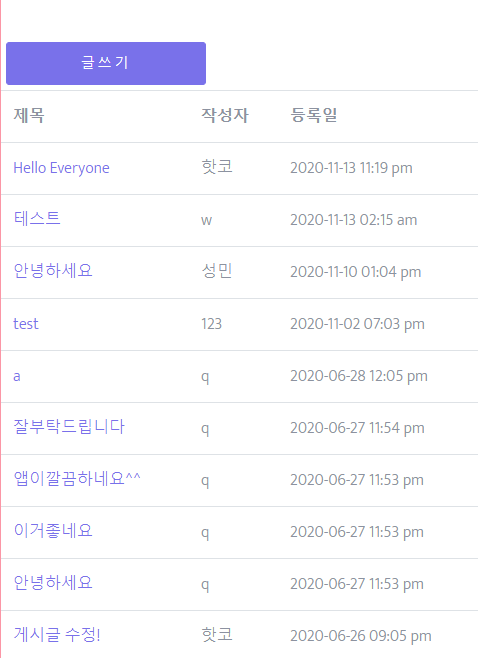 글 쓰 기
제목 작성자 등록일
Hello Everyone 핫코 2020-11-13 11:19 pm
테스트 w 2020-11-13 02:15 am
안녕하세요 성민 2020-11-10 01:04 pm
test 123 2020-11-02 07:03 pm
a q 2020-06-28 12:05 pm
잘부탁드립니다 q 2020-06-27 11:54 pm
앱이깔끔하네요^^ q 2020-06-27 11:53 pm
이거좋네요 q 2020-06-27 11:53 pm
안녕하세요 q 2020-06-27 11:53 pm
게시글 수정! 핫코 2020-06-26 09:05 pm